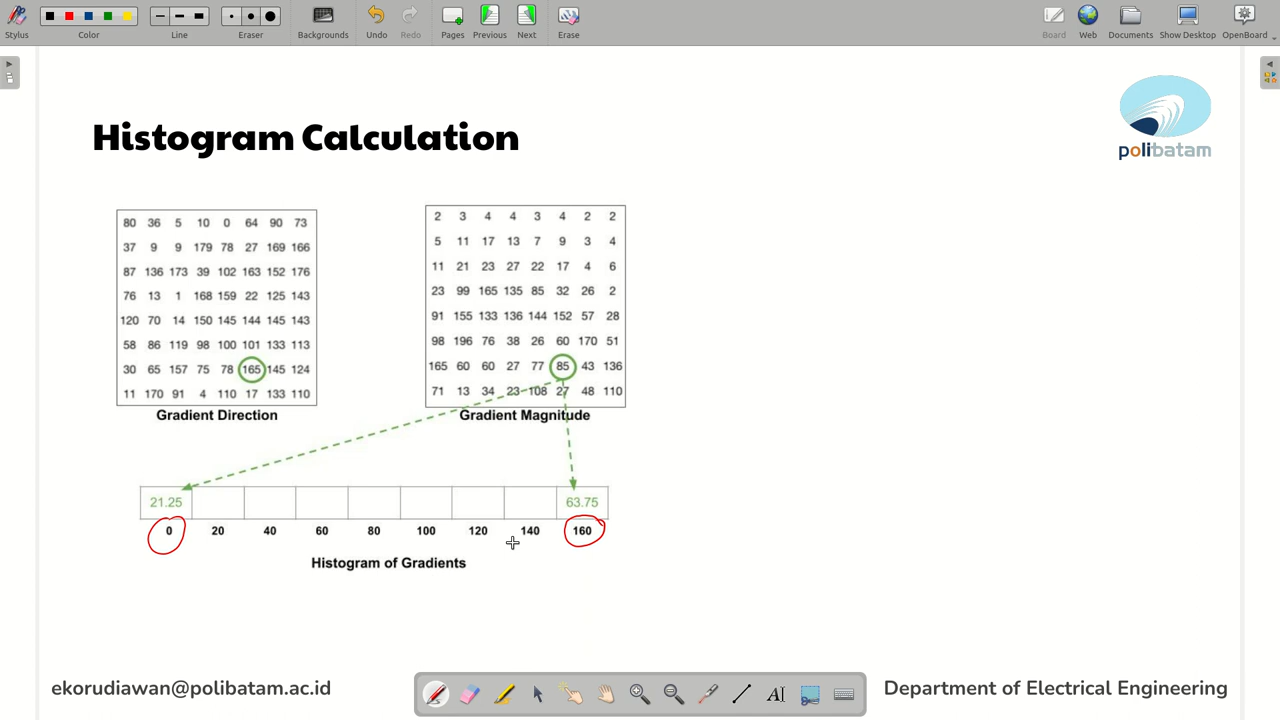 Stylus Color Line Eraser Backgrounds Undo Redo Pages Previous Next Erase Board Web Documents Show Desktop OpenBoard
Histogram Calculation
polibatam
80 36 5 10 0 64 90 73
37 9 9 179 78 27 169 166
87 136 173 39 102 163 152 176
76 13 1 168 159 22 125 143
120 70 14 150 145 144 145 143
58 86 119 98 100 101 133 113
30 65 157 75 78 165 145 124
11 170 91 4 110 17 133 110
Gradient Direction
2 3 4 4 3 4 2 2
5 11 17 13 7 9 3 4
11 21 23 27 22 17 4 6
23 99 165 135 85 32 26 2
91 155 133 136 144 152 57 28
98 196 76 38 26 60 170 51
165 60 60 27 77 85 43 136
71 13 34 23 108 27 48 110
Gradient Magnitude
21.25 63.75
0 20 40 60 80 100 120 140 160
Histogram of Gradients
ekorudiawan@polibatam.ac.id
AI
Department of Electrical Engineering